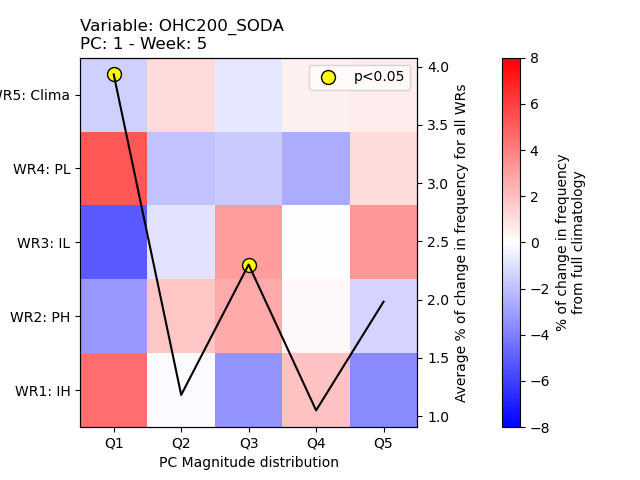 Variable: OHC200_SODA
PC: 1 - Week: 5
p<0.05
WR5: Clima
WR4: PL
WR3: IL
WR2: PH
WR1: IH
Q1 Q2 Q3 Q4 Q5
PC Magnitude distribution
4.0
3.5
3.0
2.5
2.0
1.5
1.0
Average % of change in frequency for all WRs
8
6
4
2
0
−2
−4
−6
−8
% of change in frequency
from full climatology